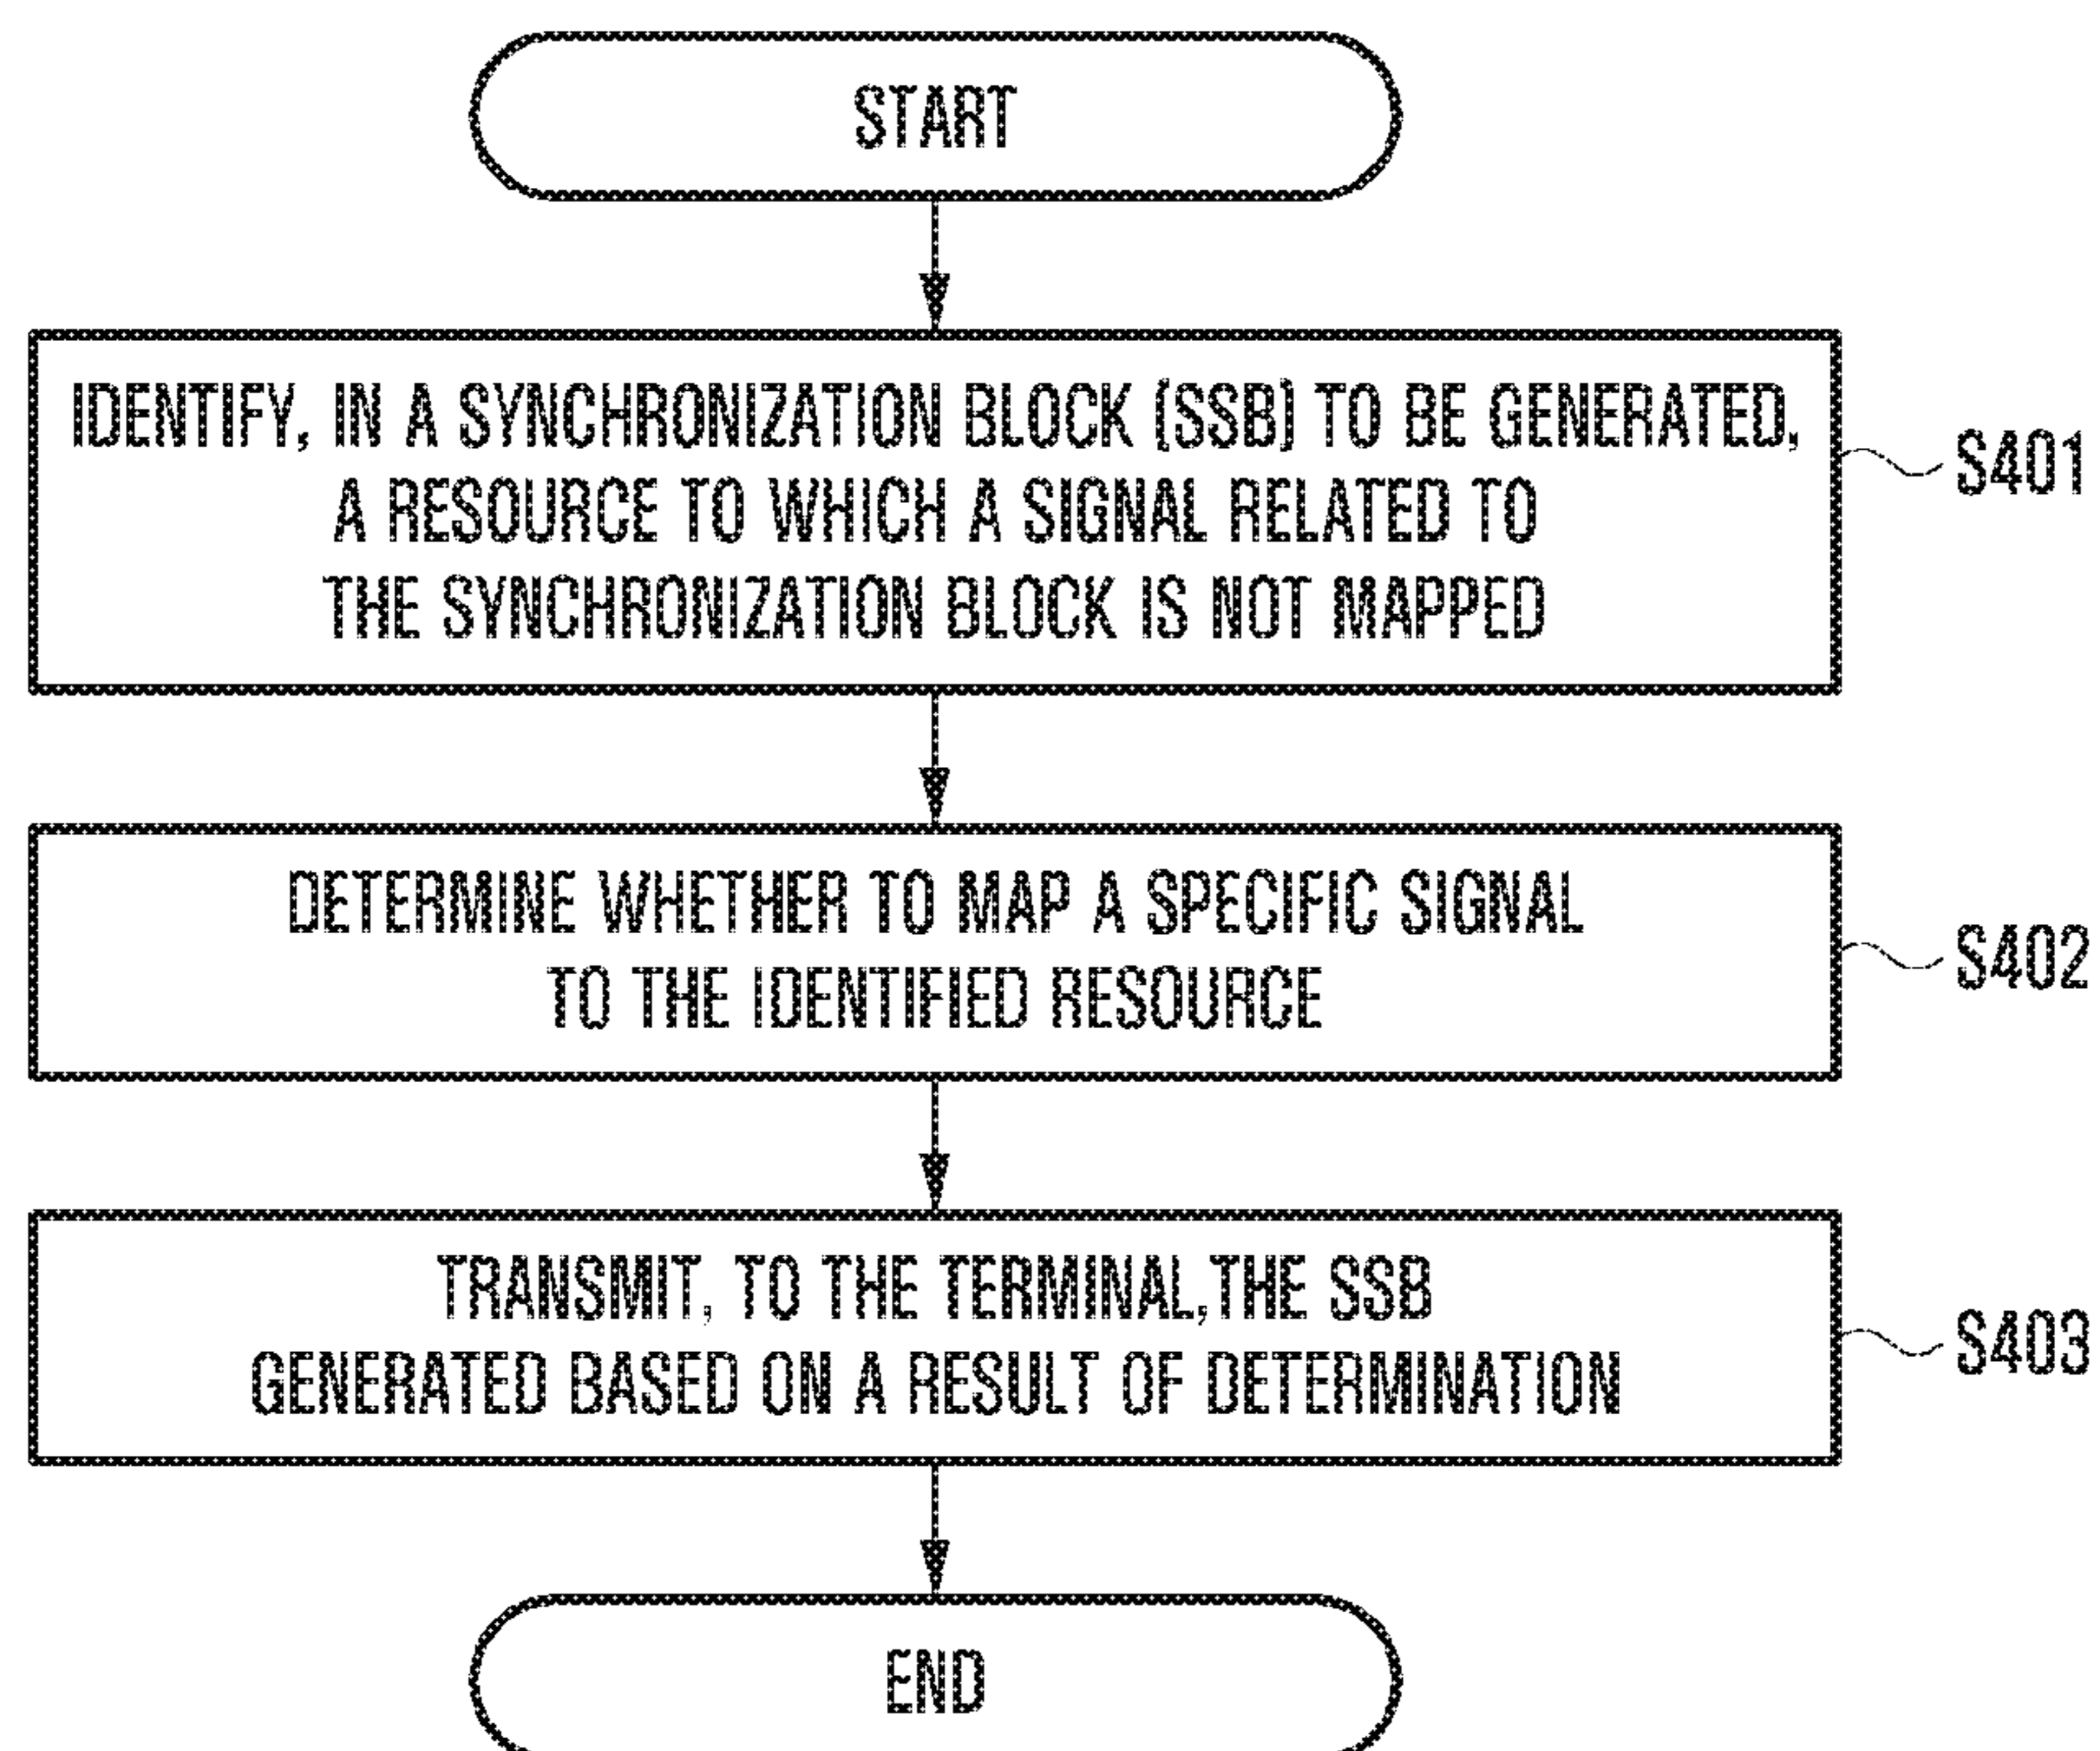 START
IDENTIFY, IN A SYNCHRONIZATION BLOCK (SSB) TO BE GENERATED,
A RESOURCE TO WHICH A SIGNAL RELATED TO
THE SYNCHRONIZATION BLOCK IS NOT MAPPED
S401
DETERMINE WHETHER TO MAP A SPECIFIC SIGNAL
TO THE IDENTIFIED RESOURCE
S402
TRANSMIT, TO THE TERMINAL,THE SSB
GENERATED BASED ON A RESULT OF DETERMINATION
S403
END